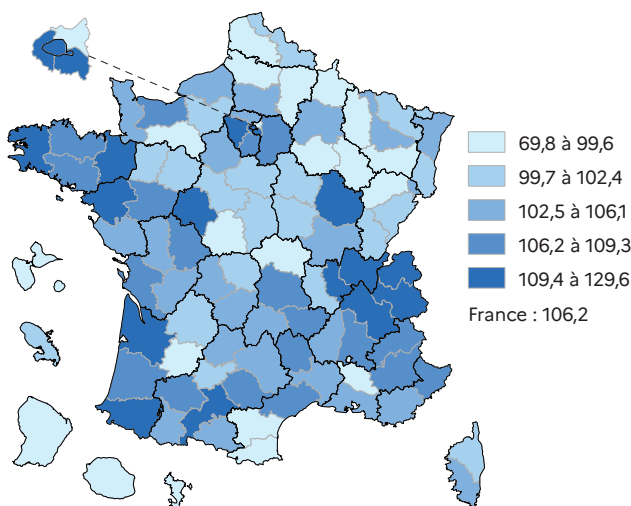 69,8 à 99,6
99,7 à 102,4
102,5 à 106,1
106,2 à 109,3
109,4 à 129,6
France : 106,2